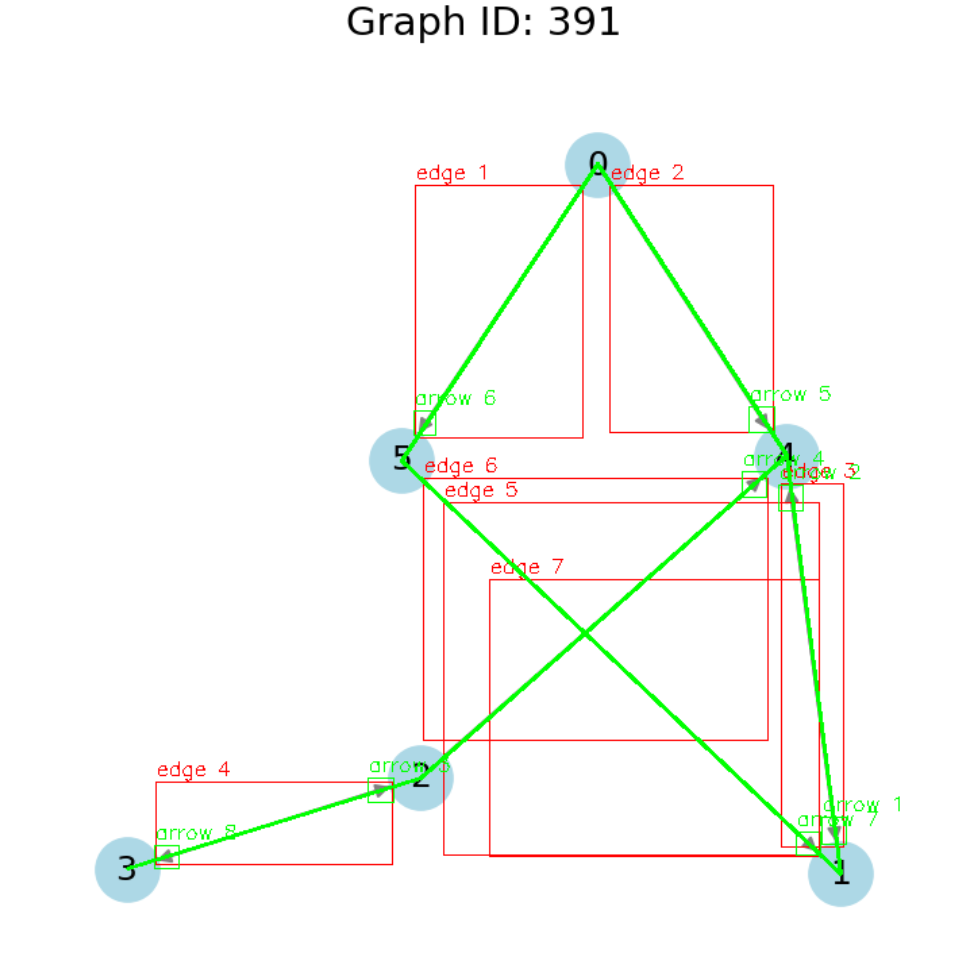 Graph ID: 391
0
edge 1
edge 2
arrow 5
arrow 6
5
4
arrow 4
edge 6
edge 3
arrow 2
edge 5
edge 7
arrow 3
edge 4
2
arrow 1
arrow 7
arrow 8
3
1